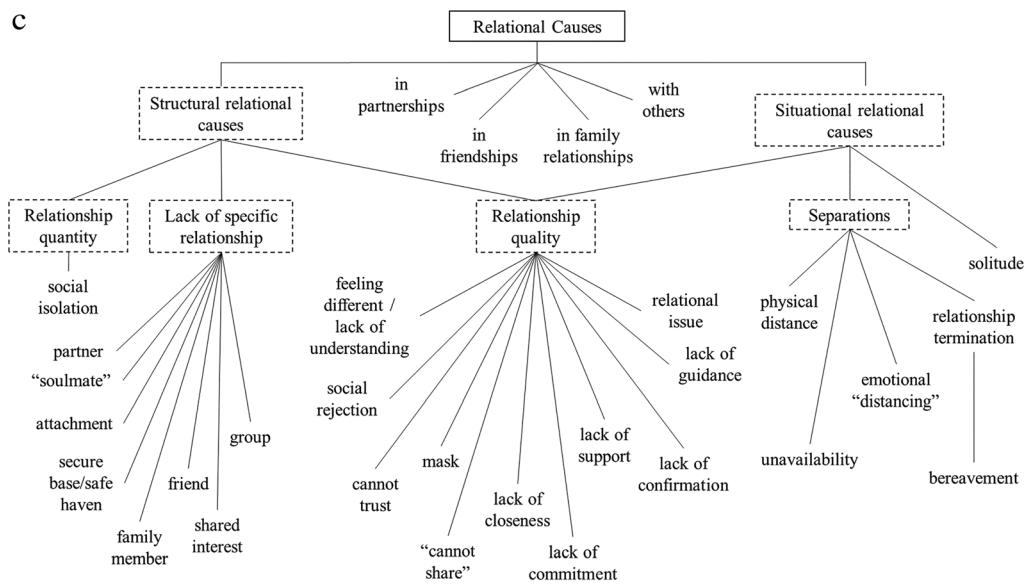 c
Relational Causes
Structural relational
causes
in
partnerships
in
friendships
in family
relationships
with
others
Situational relational
causes
Relationship
quantity
Lack of specific
relationship
Relationship
quality
Separations
solitude
social
isolation
partner
“soulmate”
attachment
secure
base/safe
haven
family
member
friend
shared
interest
group
feeling
different /
lack of
understanding
social
rejection
cannot
trust
mask
“cannot
share”
lack of
closeness
lack of
commitment
lack of
support
lack of
confirmation
lack of
guidance
relational
issue
physical
distance
unavailability
emotional
“distancing”
relationship
termination
bereavement